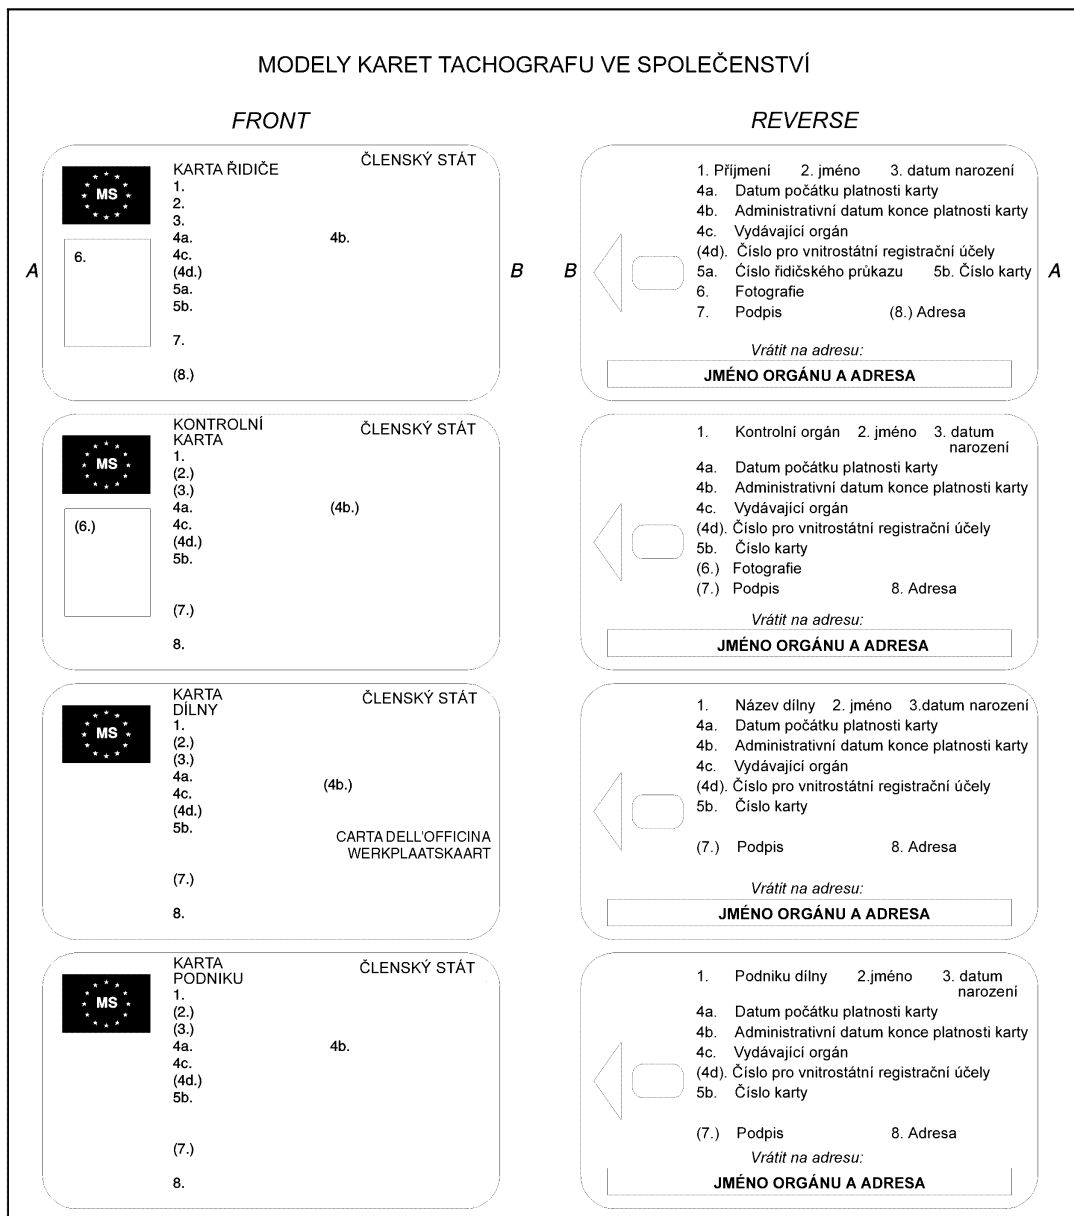 MODELY KARET TACHOGRAFU VE SPOLEČENSTVÍ
FRONT
REVERSE
KARTA ŘIDIČE
ČLENSKÝ STÁT
MS
1.
2.
3.
4a. 4b.
4c.
(4d.)
5a.
5b.
6.
7.
(8.)
A
B
1. Příjmení 2. jméno 3. datum narození
4a. Datum počátku platnosti karty
4b. Administrativní datum konce platnosti karty
4c. Vydávající orgán
(4d). Číslo pro vnitrostátní registrační účely
5a. Číslo řidičského průkazu 5b. Číslo karty
6. Fotografie
7. Podpis (8.) Adresa
B
A
Vrátit na adresu:
JMÉNO ORGÁNU A ADRESA
KONTROLNÍ
KARTA
ČLENSKÝ STÁT
MS
1.
(2.)
(3.)
4a. (4b.)
4c.
(4d.)
5b.
(6.)
(7.)
8.
1. Kontrolní orgán 2. jméno 3. datum
narození
4a. Datum počátku platnosti karty
4b. Administrativní datum konce platnosti karty
4c. Vydávající orgán
(4d). Číslo pro vnitrostátní registrační účely
5b. Číslo karty
(6.) Fotografie
(7.) Podpis 8. Adresa
Vrátit na adresu:
JMÉNO ORGÁNU A ADRESA
KARTA
DÍLNY
ČLENSKÝ STÁT
MS
1.
(2.)
(3.)
4a. (4b.)
4c.
(4d.)
5b.
CARTA DELL'OFFICINA
WERKPLAATSKAART
(7.)
8.
1. Název dílny 2. jméno 3.datum narození
4a. Datum počátku platnosti karty
4b. Administrativní datum konce platnosti karty
4c. Vydávající orgán
(4d). Číslo pro vnitrostátní registrační účely
5b. Číslo karty
(7.) Podpis 8. Adresa
Vrátit na adresu:
JMÉNO ORGÁNU A ADRESA
KARTA
PODNIKU
ČLENSKÝ STÁT
MS
1.
(2.)
(3.)
4a. 4b.
4c.
(4d.)
5b.
(7.)
8.
1. Podniku dílny 2.jméno 3. datum
narození
4a. Datum počátku platnosti karty
4b. Administrativní datum konce platnosti karty
4c. Vydávající orgán
(4d). Číslo pro vnitrostátní registrační účely
5b. Číslo karty
(7.) Podpis 8. Adresa
Vrátit na adresu:
JMÉNO ORGÁNU A ADRESA